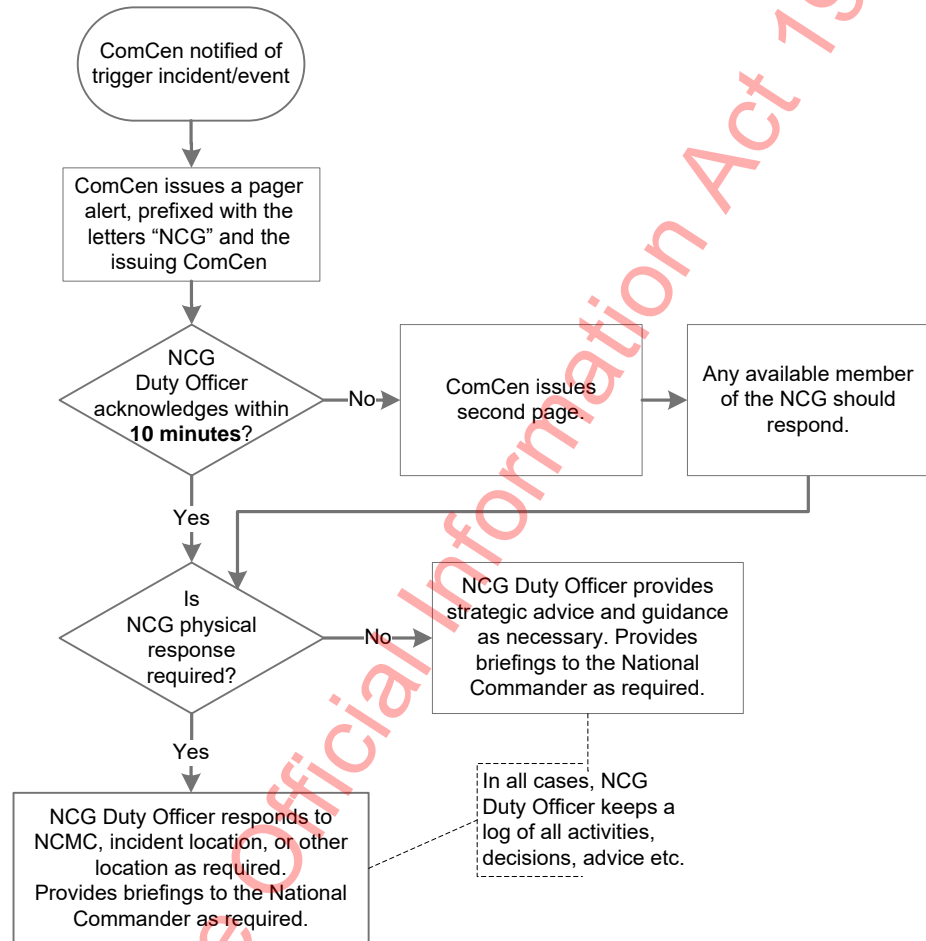 ComCen notified of
trigger incident/event
ComCen issues a pager
alert, prefixed with the
letters “NCG” and the
issuing ComCen
NCG
Duty Officer
acknowledges within
10 minutes?
No
ComCen issues
second page.
Any available member
of the NCG should
respond.
Yes
Is
NCG physical
response
required?
No
NCG Duty Officer provides
strategic advice and guidance
as necessary. Provides
briefings to the National
Commander as required.
Yes
In all cases, NCG
Duty Officer keeps a
log of all activities,
decisions, advice etc.
NCG Duty Officer responds to
NCMC, incident location, or other
location as required.
Provides briefings to the National
Commander as required.
Official Information Act